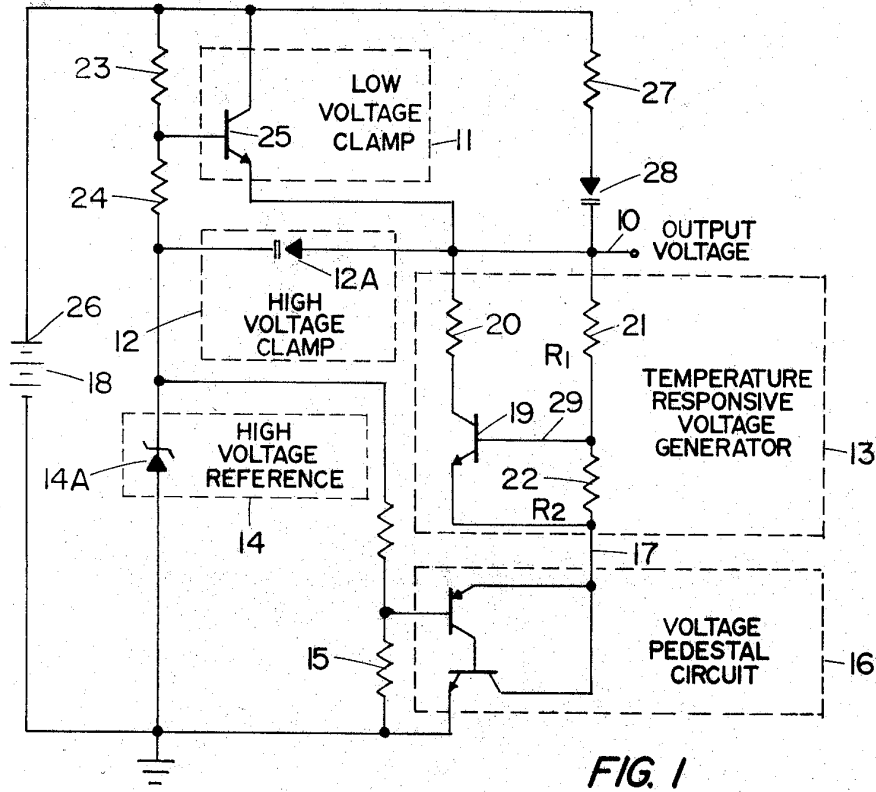 23
25
LOW
VOLTAGE
CLAMP
11
27
24
28
10
OUTPUT
VOLTAGE
12A
12
HIGH
VOLTAGE
CLAMP
26
18
20
21
R1
19
29
TEMPERATURE
RESPONSIVE
VOLTAGE
GENERATOR
13
14A
HIGH
VOLTAGE
REFERENCE
14
22
R2
17
15
VOLTAGE
PEDESTAL
CIRCUIT
16
FIG. 1